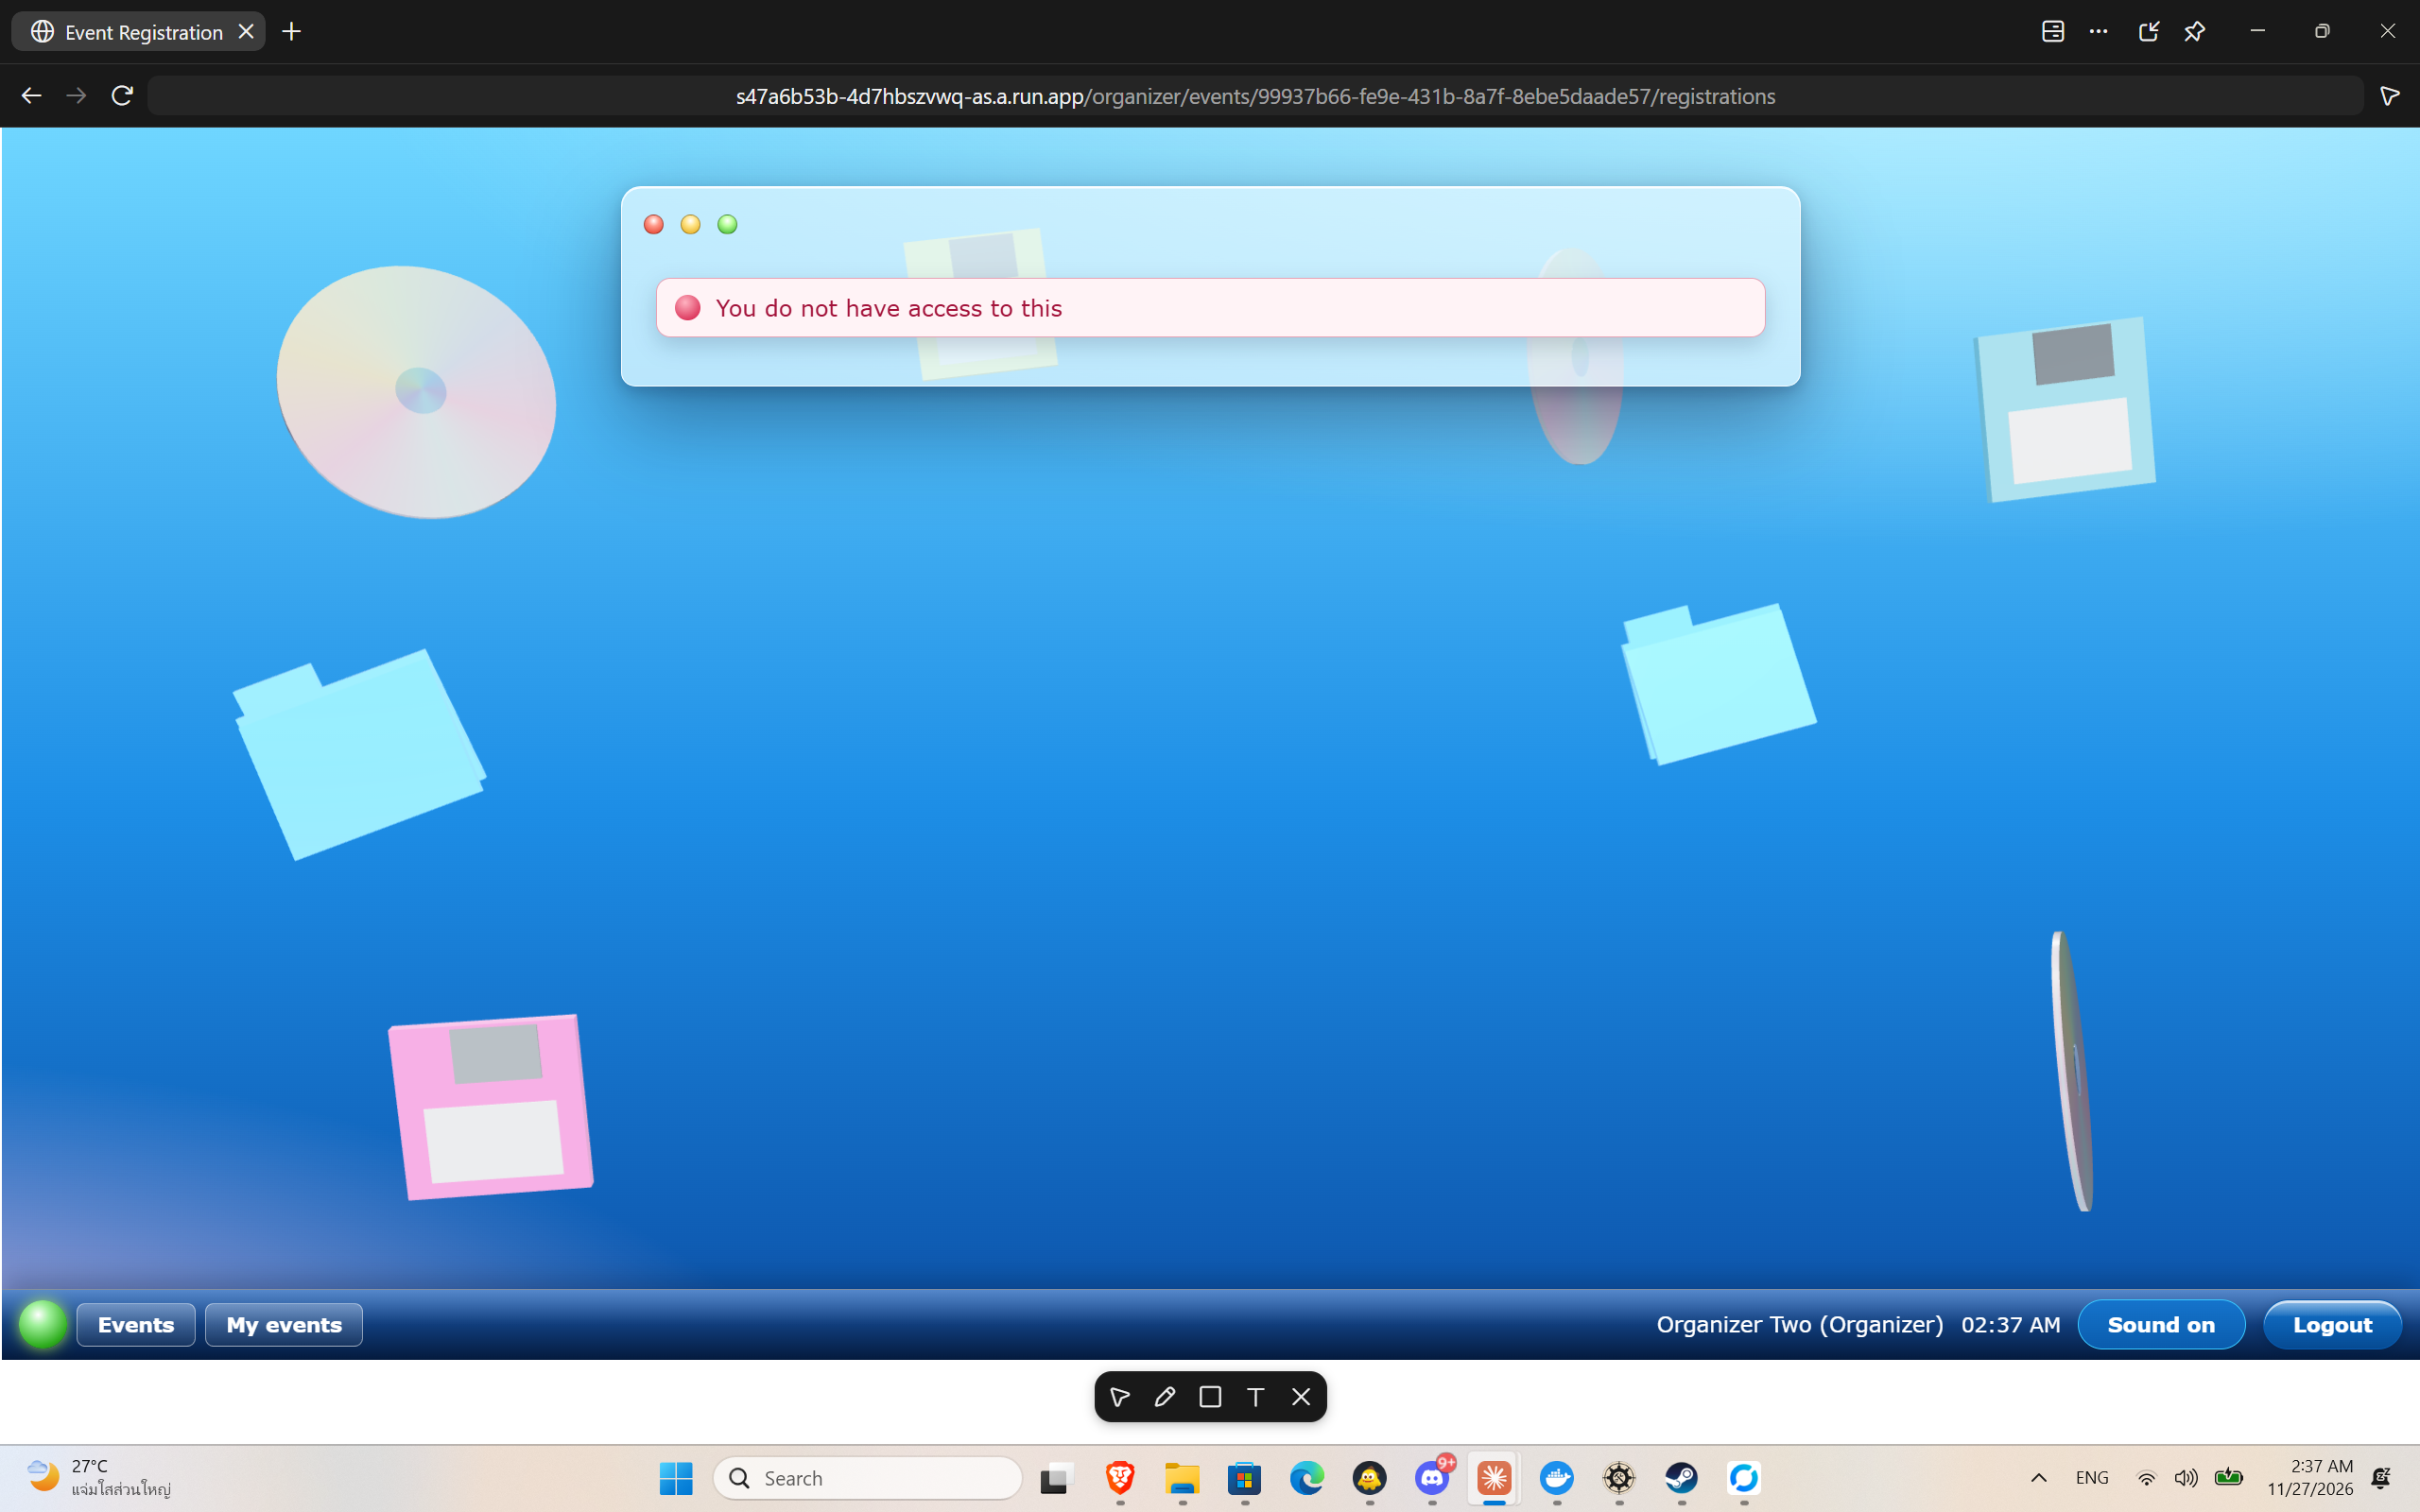 Event Registration
s47a6b53b-4d7hbszvwq-as.a.run.app/organizer/events/99937b66-fe9e-431b-8a7f-8ebe5daade57/registrations
You do not have access to this
Events
My events
Organizer Two (Organizer)
02:37 AM
Sound on
Logout
T
27°C
แจ่มใสส่วนใหญ่
Search
9+
ENG
2:37 AM
11/27/2026